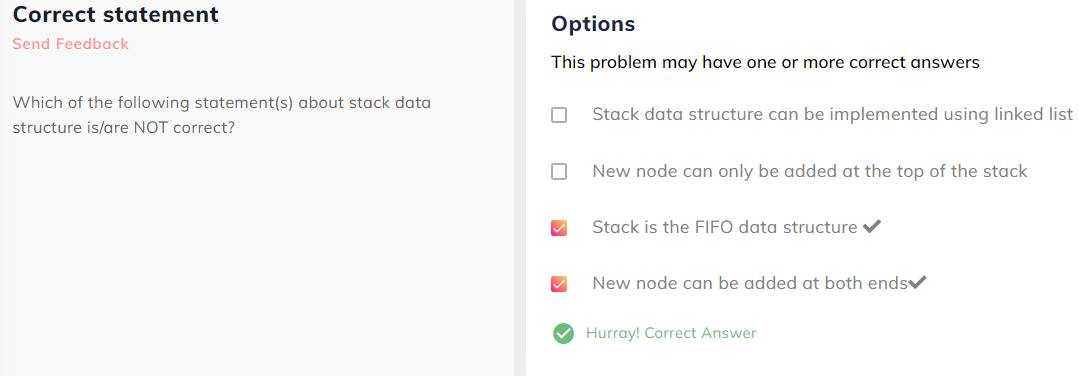 Correct statement
Send Feedback
Which of the following statement(s) about stack data
structure is/are NOT correct?
Options
This problem may have one or more correct answers
Stack data structure can be implemented using linked list
New node can only be added at the top of the stack
Stack is the FIFO data structure
New node can be added at both ends
Hurray! Correct Answer